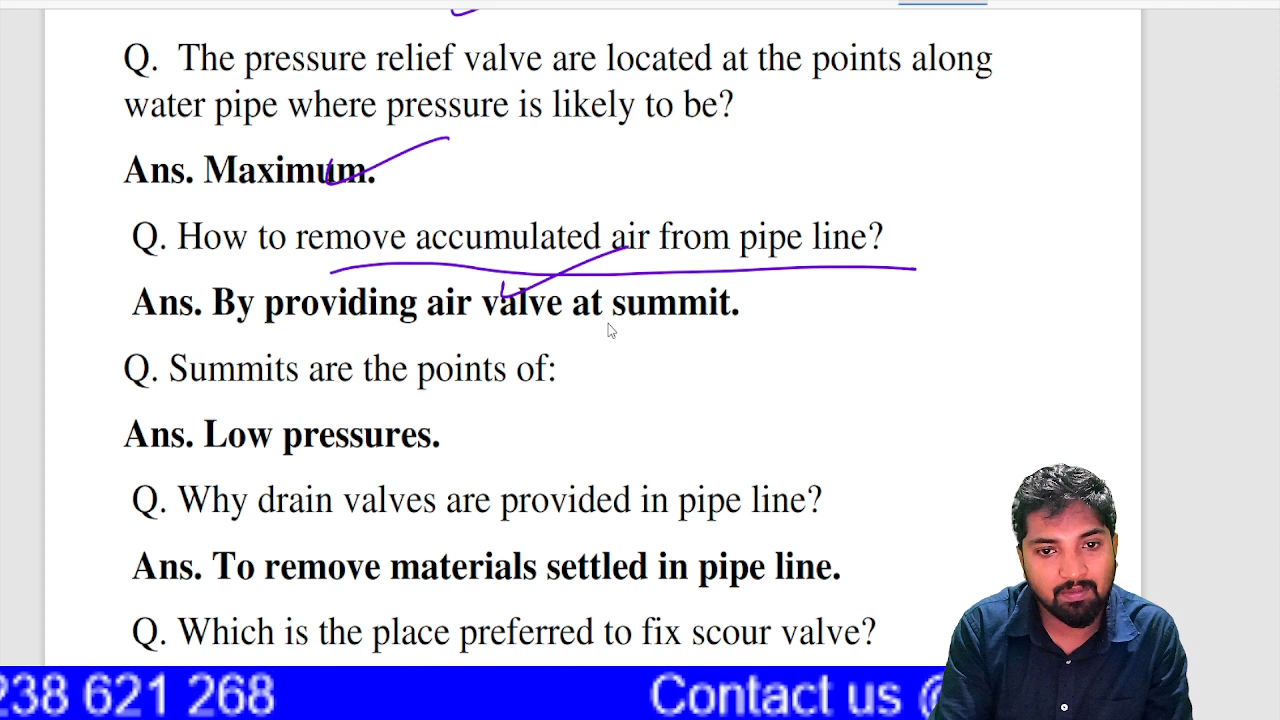 Q. The pressure relief valve are located at the points along
water pipe where pressure is likely to be?
Ans. Maximum.
Q. How to remove accumulated air from pipe line?
Ans. By providing air valve at summit.
Q. Summits are the points of:
Ans. Low pressures.
Q. Why drain valves are provided in pipe line?
Ans. To remove materials settled in pipe line.
Q. Which is the place preferred to fix scour valve?
238 621 268 Contact us @